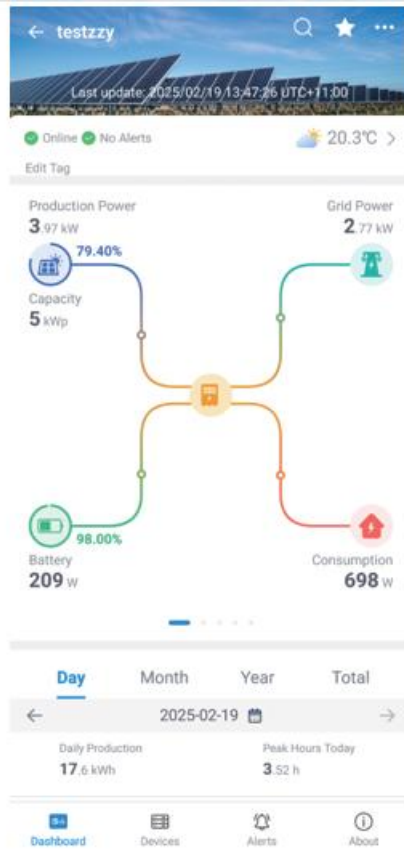 testzzy
Last update: 2025/02/19 13:47:26 UTC+11:00
Online No Alerts 20.3℃
Edit Tag
Production Power Grid Power
3.97 kW 2.77 kW
79.40%
Capacity
5 kWp
98.00%
Battery Consumption
209 W 698 W
Day Month Year Total
2025-02-19
Daily Production Peak Hours Today
17.6 kWh 3.52 h
Dashboard Devices Alerts About